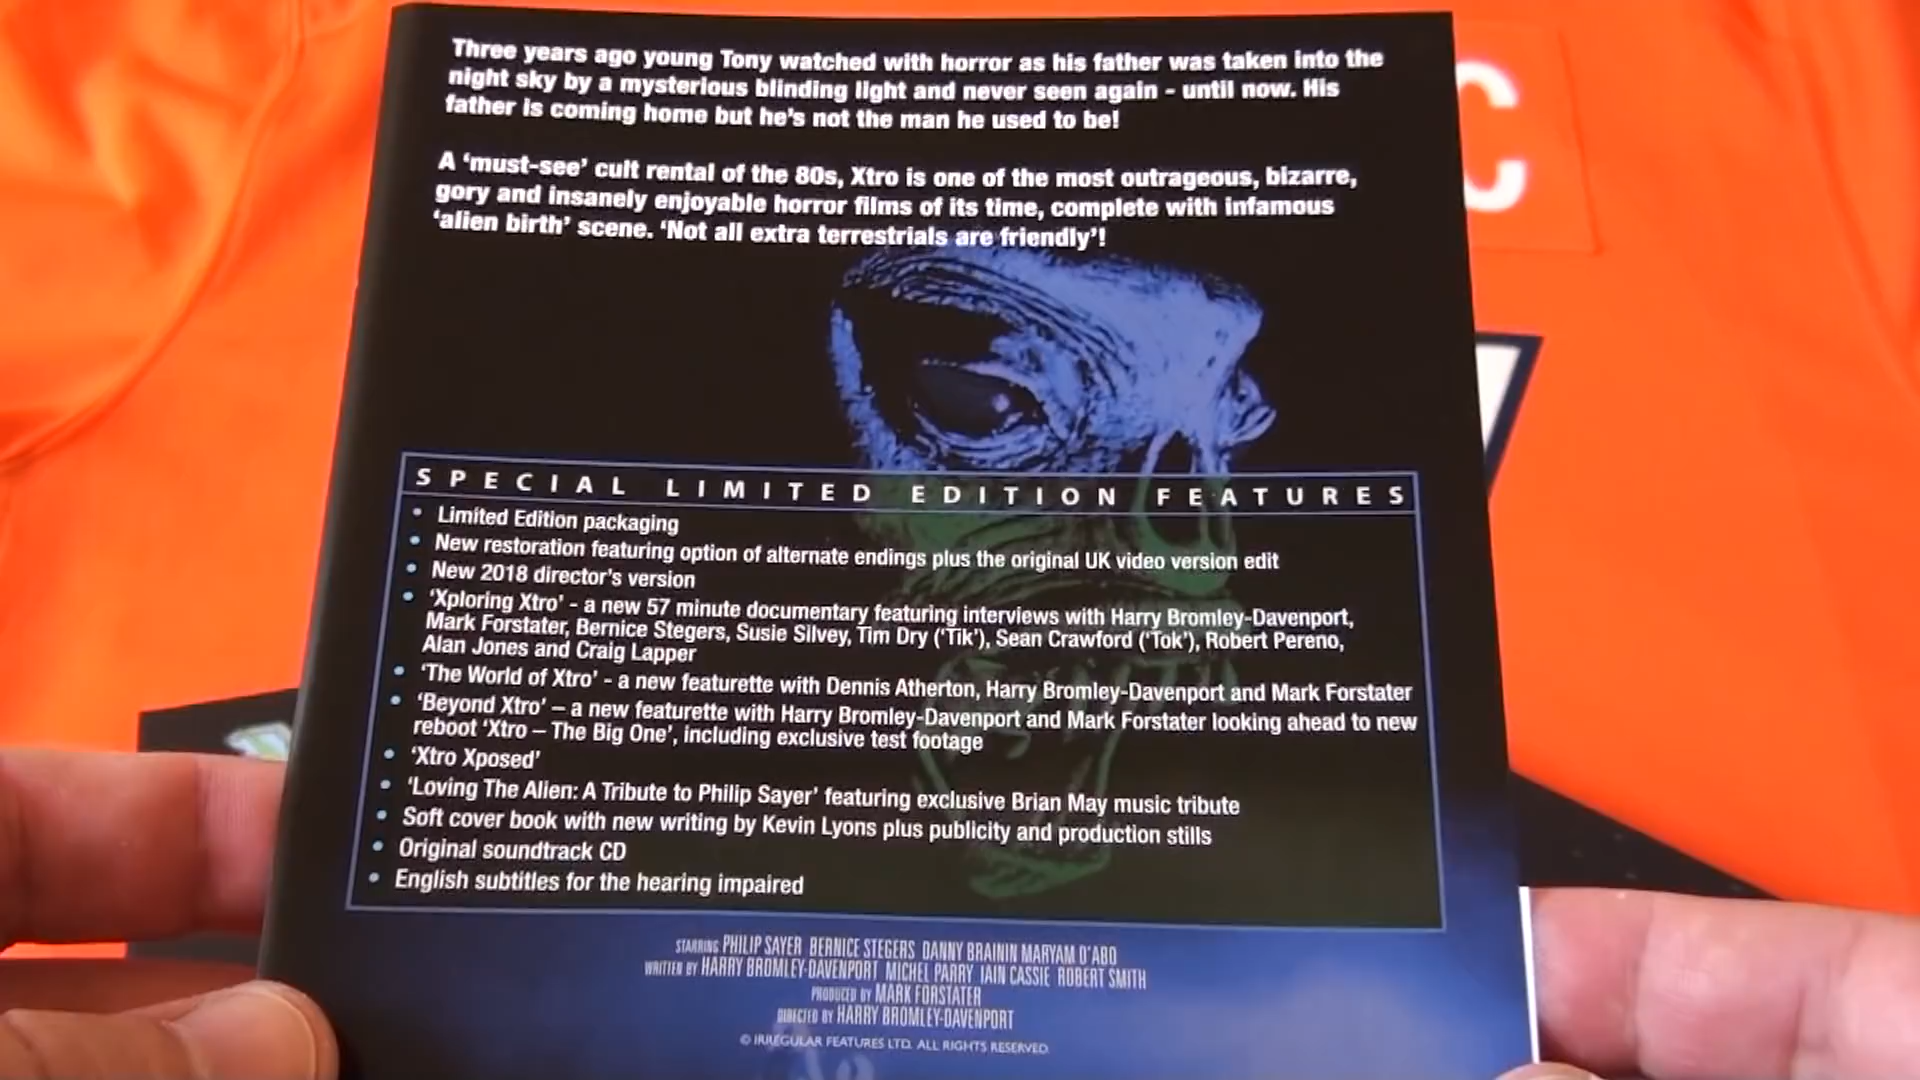 Three years ago young Tony watched with horror as his father was taken into the
night sky by a mysterious blinding light and never seen again - until now. His
father is coming home but he's not the man he used to be!
A ‘must-see’ cult rental of the 80s, Xtro is one of the most outrageous, bizarre,
gory and insanely enjoyable horror films of its time, complete with infamous
‘alien birth’ scene. ‘Not all extra terrestrials are friendly’!
C
SPECIAL LIMITED EDITION FEATURES
• Limited Edition packaging
• New restoration featuring option of alternate endings plus the original UK video version edit
• New 2018 director's version
• ‘Xploring Xtro’ - a new 57 minute documentary featuring interviews with Harry Bromley-Davenport,
Mark Forstater, Bernice Stegers, Susie Silvey, Tim Dry (‘Tik’), Sean Crawford (‘Tok’), Robert Pereno,
Alan Jones and Craig Lapper
• ‘The World of Xtro’ - a new featurette with Dennis Atherton, Harry Bromley-Davenport and Mark Forstater
• ‘Beyond Xtro’ – a new featurette with Harry Bromley-Davenport and Mark Forstater looking ahead to new
reboot ‘Xtro – The Big One’, including exclusive test footage
• ‘Xtro Xposed’
• ‘Loving The Alien: A Tribute to Philip Sayer’ featuring exclusive Brian May music tribute
• Soft cover book with new writing by Kevin Lyons plus publicity and production stills
• Original soundtrack CD
• English subtitles for the hearing impaired
STARRING PHILIP SAYER BERNICE STEGERS DANNY BRAININ MARYAM D'ABO
WRITTEN BY HARRY BROMLEY-DAVENPORT MICHEL PARRY IAIN CASSIE ROBERT SMITH
PRODUCED BY MARK FORSTATER
DIRECTED BY HARRY BROMLEY-DAVENPORT
© IRREGULAR FEATURES LTD. ALL RIGHTS RESERVED.